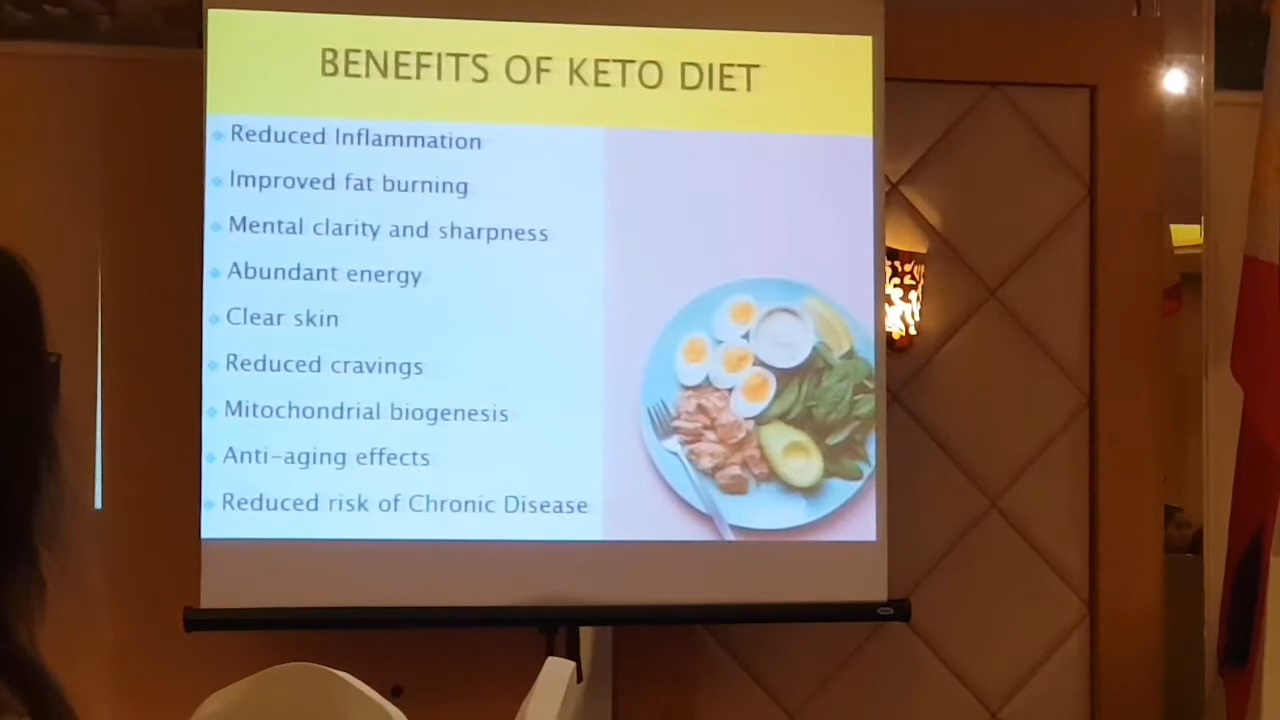 BENEFITS OF KETO DIET
Reduced Inflammation
Improved fat burning
Mental clarity and sharpness
Abundant energy
Clear skin
Reduced cravings
Mitochondrial biogenesis
Anti-aging effects
Reduced risk of Chronic Disease